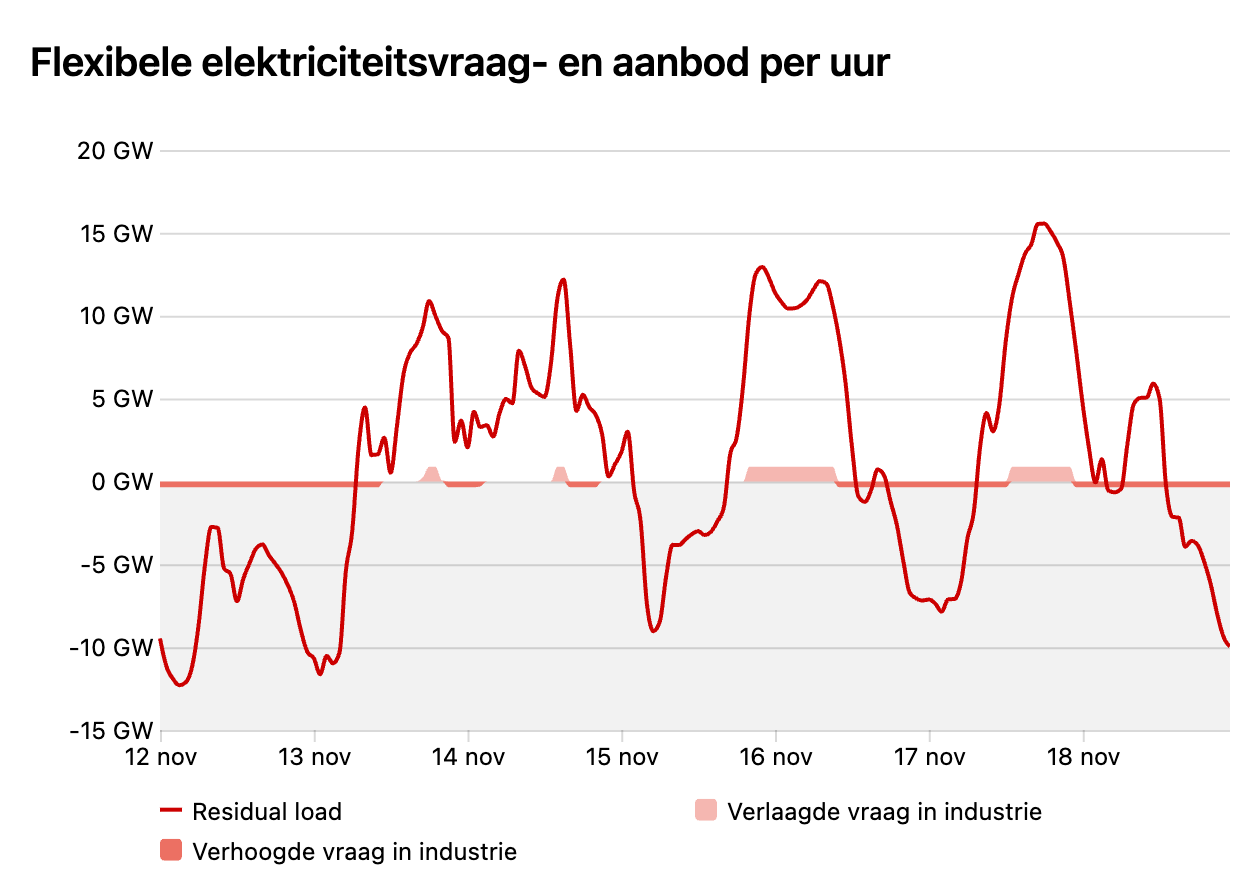 Flexibele elektriciteitsvraag- en aanbod per uur
20 GW
15 GW
10 GW
5 GW
0 GW
-5 GW
-10 GW
-15 GW
12 nov 13 nov 14 nov 15 nov 16 nov 17 nov 18 nov
Residual load Verlaagde vraag in industrie
Verhoogde vraag in industrie